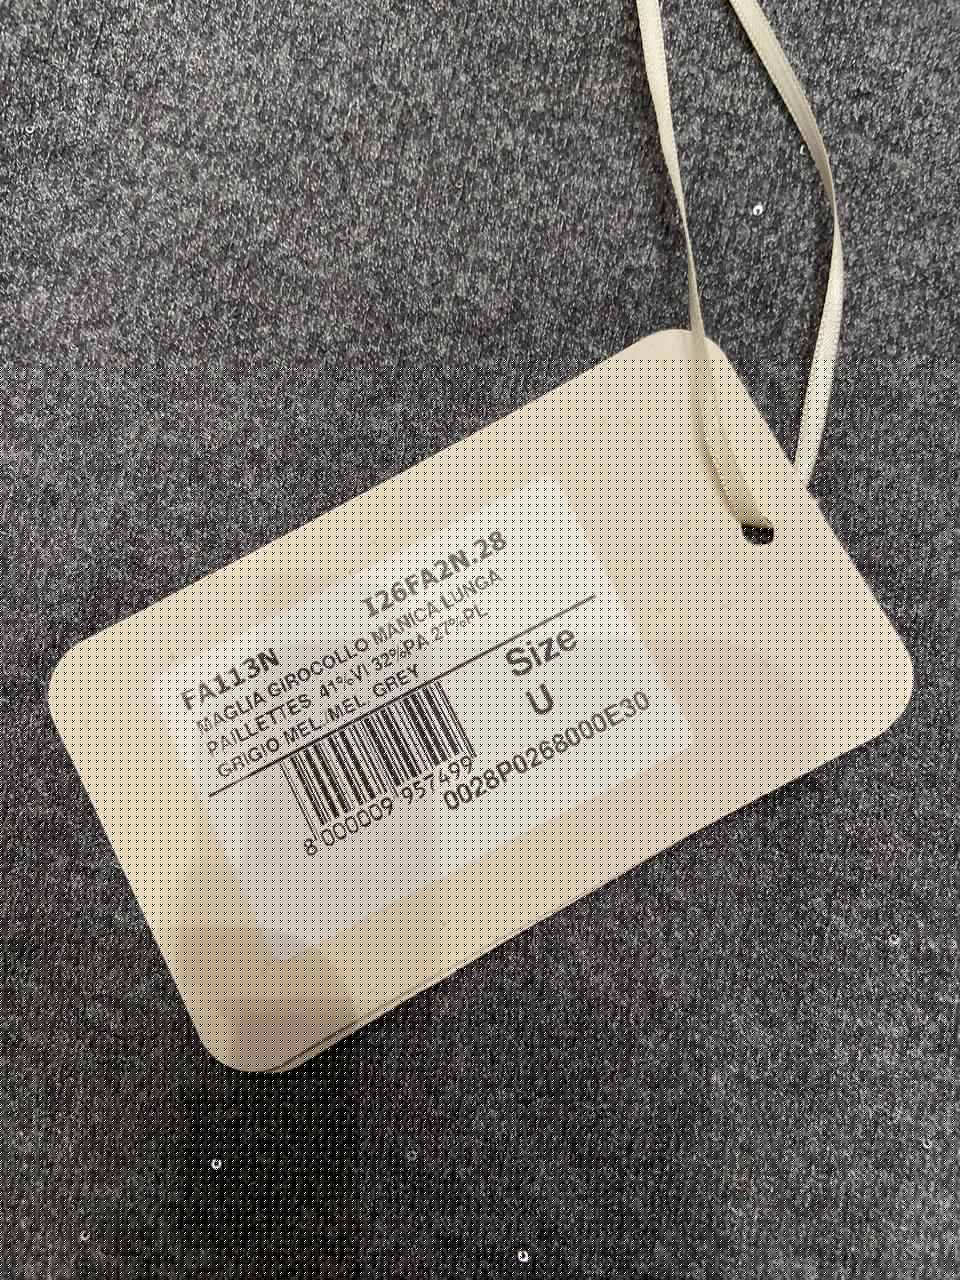 FA113N I26FA2N.28
MAGLIA GIROCOLLO MANICA LUNGA
PAILLETTES 41%VI 32%PA 27%PL
GRIGIO MEL./MEL. GREY
Size
U
8 000009 957499
0028P0268000E30